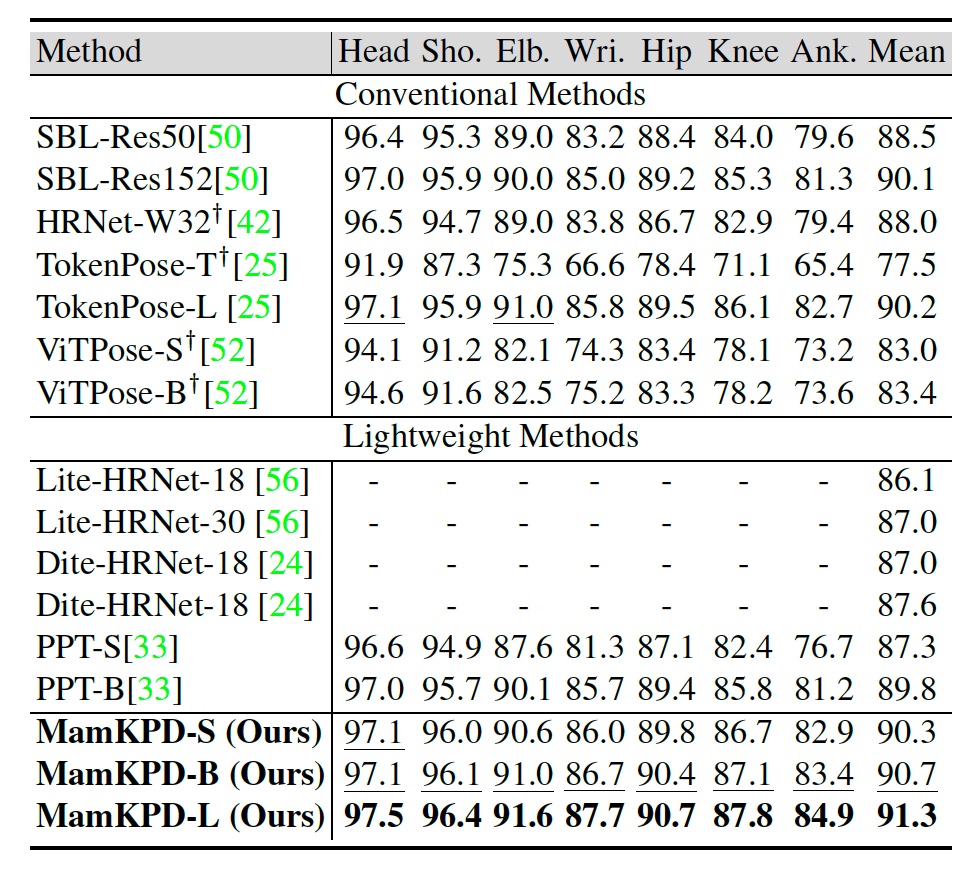 Method Head Sho. Elb. Wri. Hip Knee Ank. Mean
Conventional Methods
SBL-Res50[50] 96.4 95.3 89.0 83.2 88.4 84.0 79.6 88.5
SBL-Res152[50] 97.0 95.9 90.0 85.0 89.2 85.3 81.3 90.1
HRNet-W32†[42] 96.5 94.7 89.0 83.8 86.7 82.9 79.4 88.0
TokenPose-T†[25] 91.9 87.3 75.3 66.6 78.4 71.1 65.4 77.5
TokenPose-L [25] 97.1 95.9 91.0 85.8 89.5 86.1 82.7 90.2
ViTPose-S†[52] 94.1 91.2 82.1 74.3 83.4 78.1 73.2 83.0
ViTPose-B†[52] 94.6 91.6 82.5 75.2 83.3 78.2 73.6 83.4
Lightweight Methods
Lite-HRNet-18 [56] - - - - - - - 86.1
Lite-HRNet-30 [56] - - - - - - - 87.0
Dite-HRNet-18 [24] - - - - - - - 87.0
Dite-HRNet-18 [24] - - - - - - - 87.6
PPT-S[33] 96.6 94.9 87.6 81.3 87.1 82.4 76.7 87.3
PPT-B[33] 97.0 95.7 90.1 85.7 89.4 85.8 81.2 89.8
MamKPD-S (Ours) 97.1 96.0 90.6 86.0 89.8 86.7 82.9 90.3
MamKPD-B (Ours) 97.1 96.1 91.0 86.7 90.4 87.1 83.4 90.7
MamKPD-L (Ours) 97.5 96.4 91.6 87.7 90.7 87.8 84.9 91.3